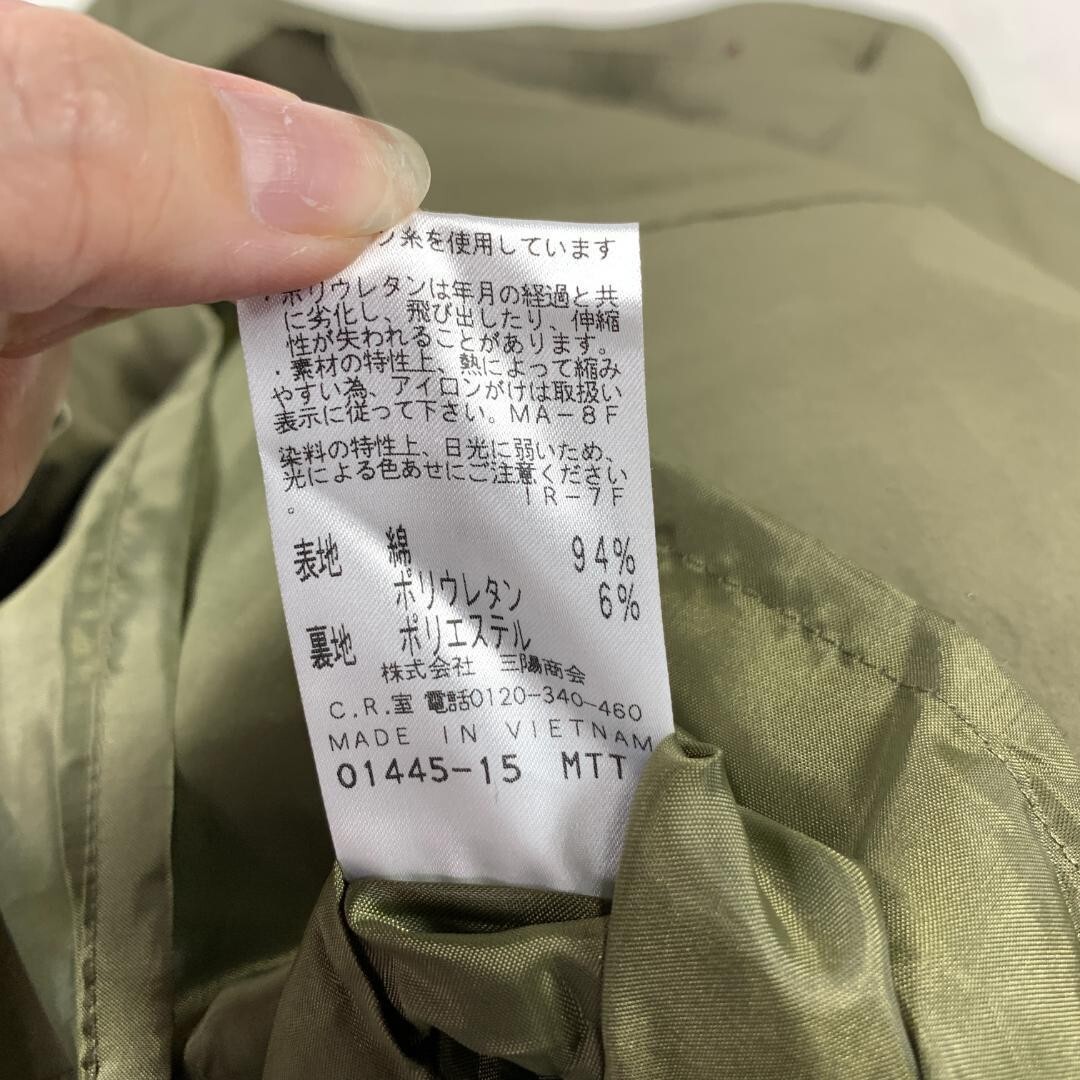 糸を使用しています
・ポリウレタンは年月の経過と共
に劣化し、飛び出したり、伸縮
性が失われることがあります。
・素材の特性上、熱によって縮み
やすい為、アイロンがけは取扱い
表示に従って下さい。MA-8F
染料の特性上、日光に弱いため、
光による色あせにご注意ください
。 IR-7F
表地 綿 94%
ポリウレタン 6%
裏地 ポリエステル
株式会社 三陽商会
C.R.室 電話0120-340-460
MADE IN VIETNAM
01445-15 MTT